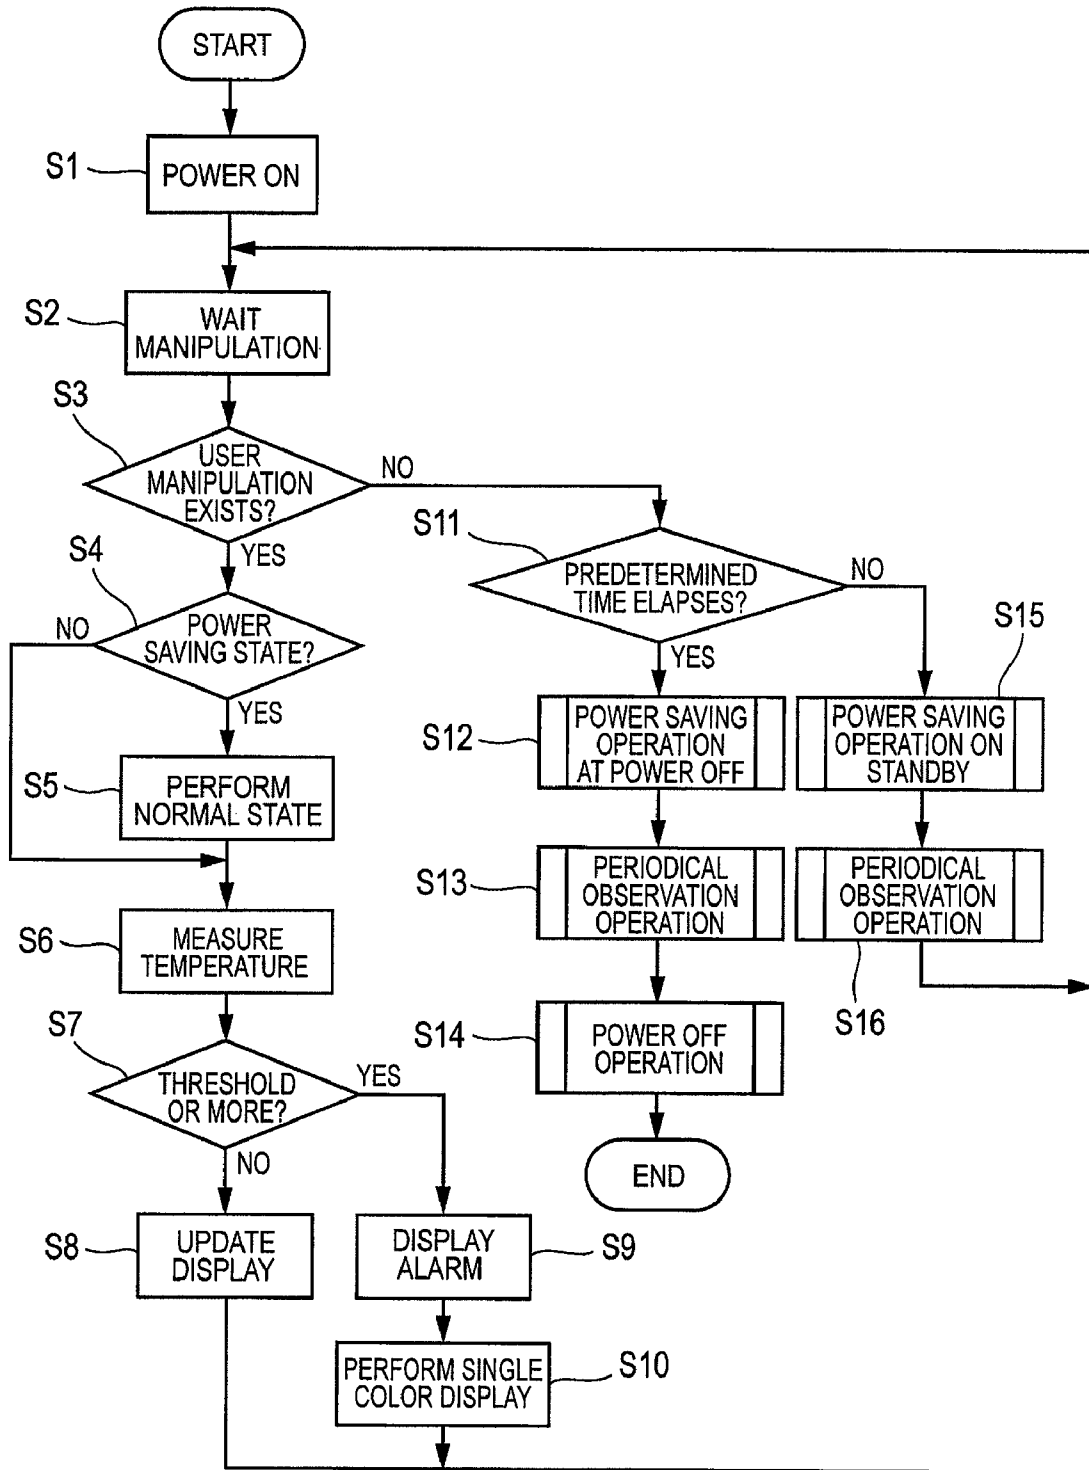 START
S1
POWER ON
S2
WAIT
MANIPULATION
S3
USER
MANIPULATION
EXISTS?
NO
YES
S4
NO
POWER
SAVING STATE?
YES
S5
PERFORM
NORMAL STATE
S6
MEASURE
TEMPERATURE
S7
THRESHOLD
OR MORE?
YES
NO
S8
UPDATE
DISPLAY
DISPLAY
ALARM
S9
PERFORM SINGLE
COLOR DISPLAY
S10
S11
PREDETERMINED
TIME ELAPSES?
NO
YES
S12
POWER SAVING
OPERATION
AT POWER OFF
S13
PERIODICAL
OBSERVATION
OPERATION
S14
POWER OFF
OPERATION
END
S15
POWER SAVING
OPERATION ON
STANDBY
PERIODICAL
OBSERVATION
OPERATION
S16